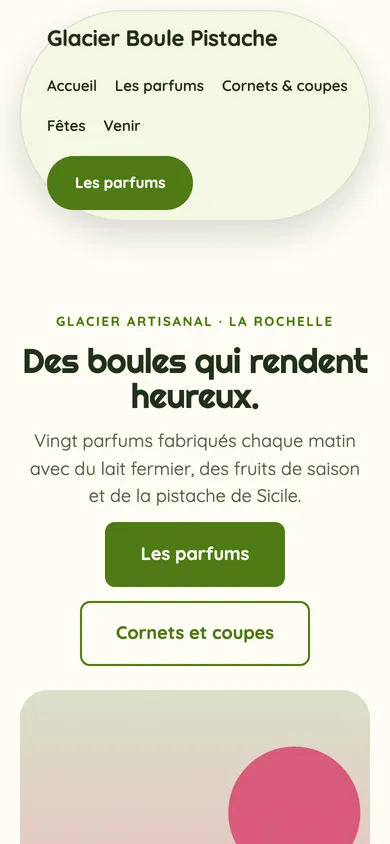 Glacier Boule Pistache
Accueil Les parfums Cornets & coupes
Fêtes Venir
Les parfums
GLACIER ARTISANAL · LA ROCHELLE
Des boules qui rendent
heureux.
Vingt parfums fabriqués chaque matin
avec du lait fermier, des fruits de saison
et de la pistache de Sicile.
Les parfums
Cornets et coupes